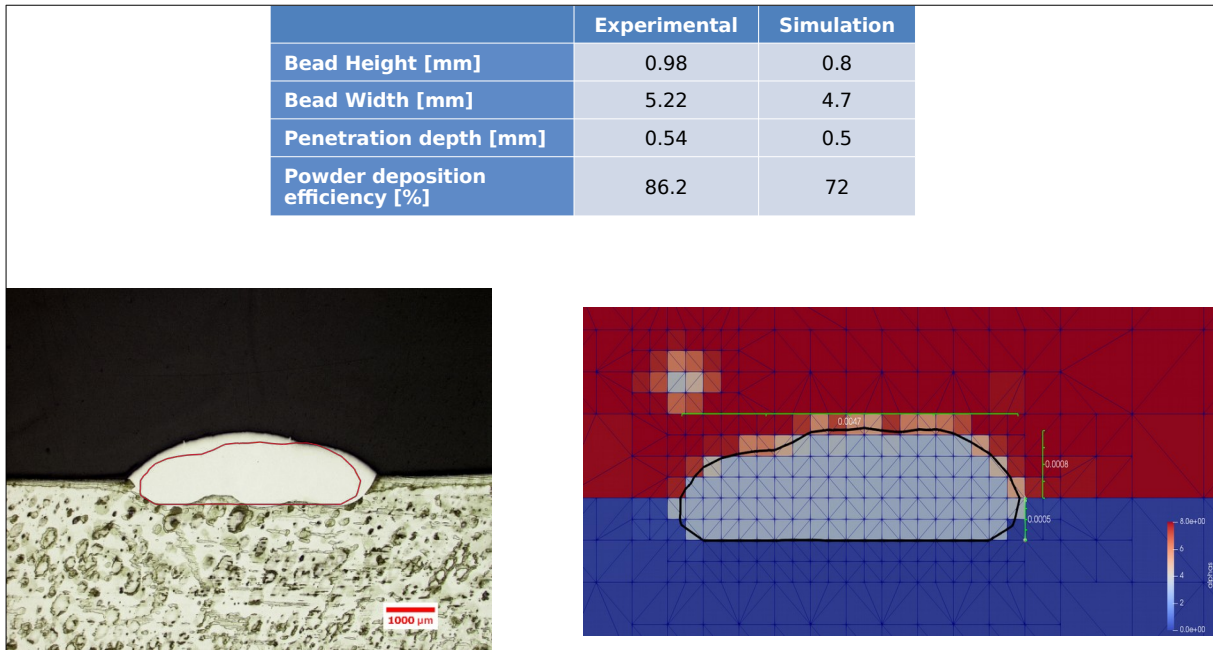 Experimental Simulation
Bead Height [mm] 0.98 0.8
Bead Width [mm] 5.22 4.7
Penetration depth [mm] 0.54 0.5
Powder deposition
efficiency [%] 86.2 72
0.0047
0.0008
0.0005
8.0e+00
6
4
2
0.0e+00
alphas
1000 µm